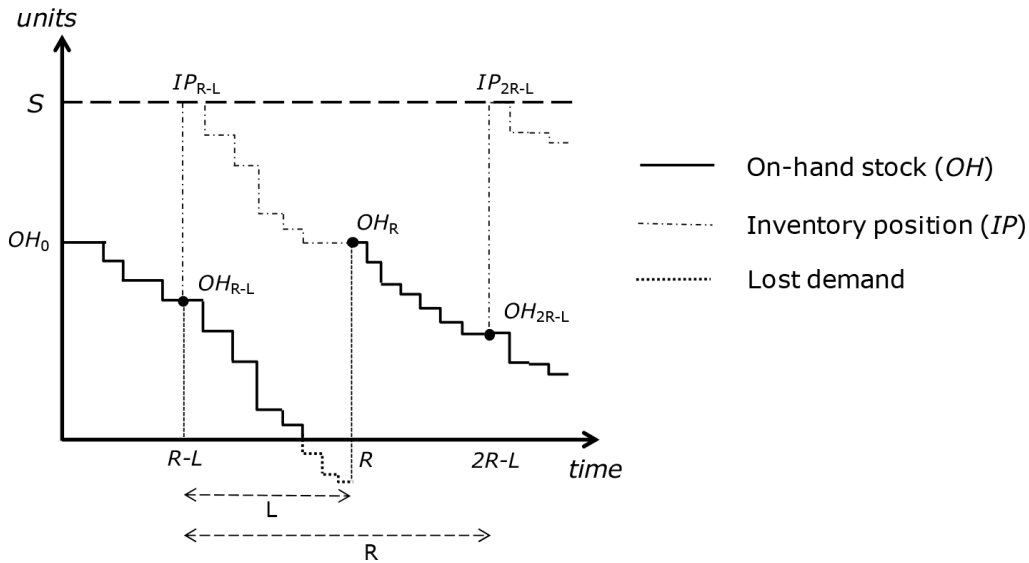 units
IP_R-L IP_2R-L
S
On-hand stock (OH)
OH_R
Inventory position (IP)
OH_0
Lost demand
OH_R-L
OH_2R-L
R-L R 2R-L
time
L
R